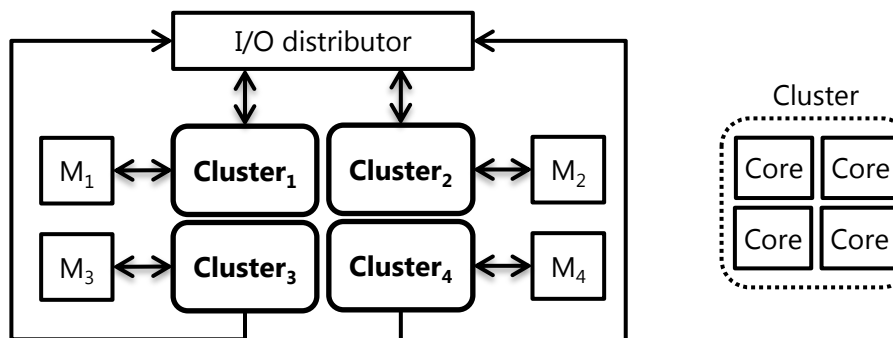 I/O distributor
Cluster
M₁ Cluster₁ Cluster₂ M₂ Core Core
M₃ Cluster₃ Cluster₄ M₄ Core Core